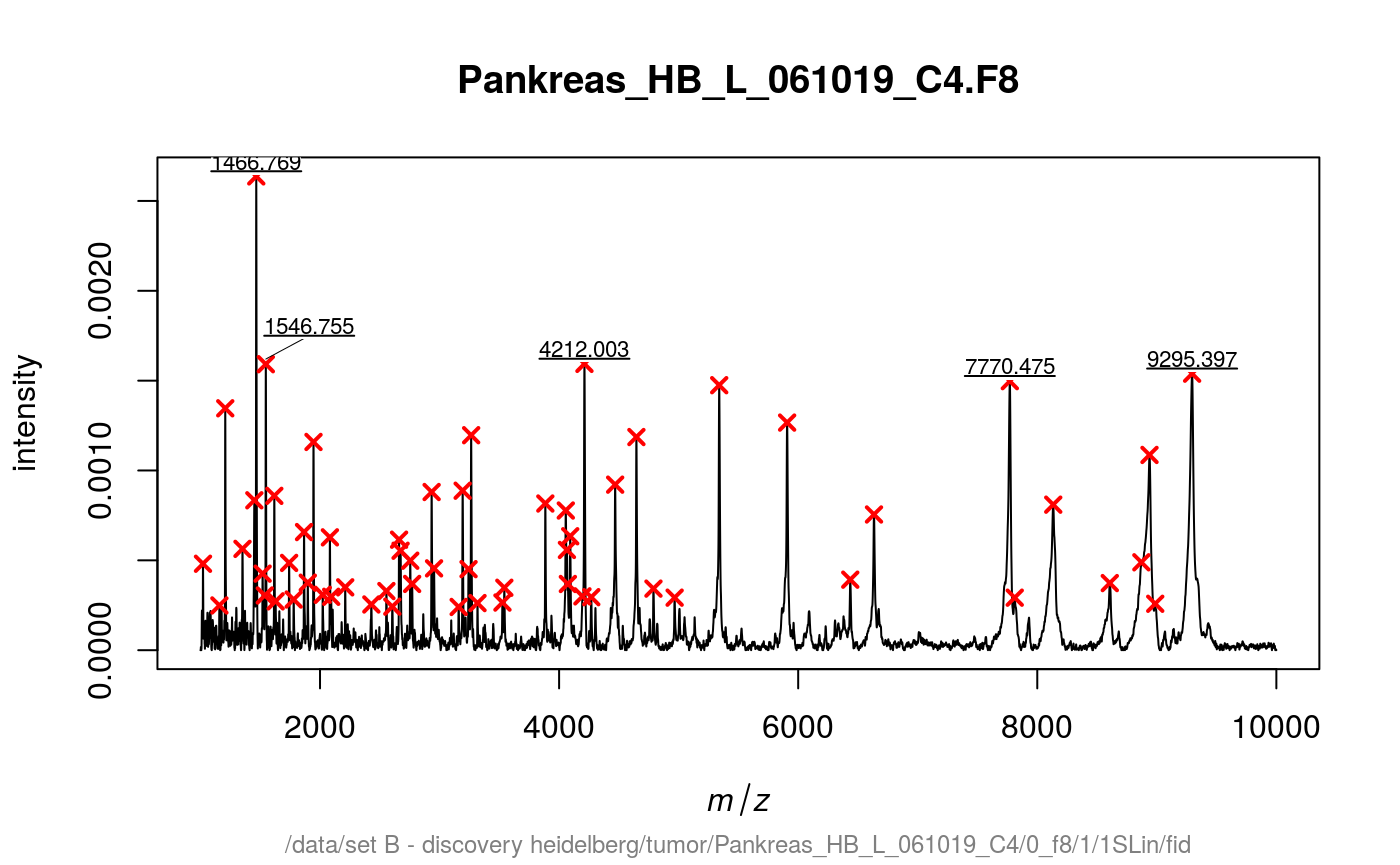 Pankreas_HB_L_061019_C4.F8
1466.769
1546.755
4212.003
7770.475
9295.397
intensity
0.0020
0.0010
0.0000
2000 4000 6000 8000 10000
m/z
/data/set B - discovery heidelberg/tumor/Pankreas_HB_L_061019_C4/0_f8/1/1SLin/fid